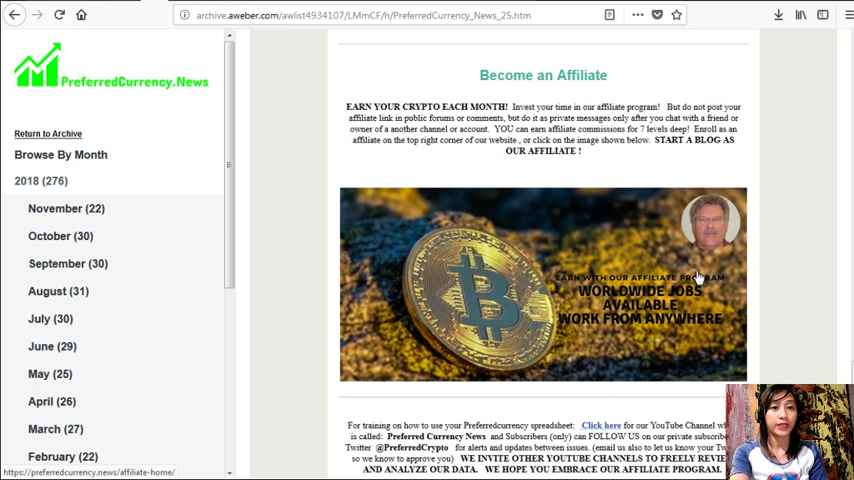 archive.aweber.com/awlist4934107/LMmCF/h/PreferredCurrency_News_25.htm
PreferredCurrency.News
Return to Archive
Browse By Month
2018 (276)
November (22)
October (30)
September (30)
August (31)
July (30)
June (29)
May (25)
April (26)
March (27)
February (22)
https://preferredcurrency.news/affiliate-home/
Become an Affiliate
EARN YOUR CRYPTO EACH MONTH! Invest your time in our affiliate program! But do not post your
affiliate link in public forums or comments, but do it as private messages only after you chat with a friend or
owner of a another channel or account. YOU can earn affiliate commissions for 7 levels deep! Enroll as an
affiliate on the top right corner of our website , or click on the image shown below. START A BLOG AS
OUR AFFILIATE !
EARN WITH OUR AFFILIATE PROGRAM
WORLDWIDE JOBS
AVAILABLE
WORK FROM ANYWHERE
For training on how to use your Preferredcurrency spreadsheet: Click here for our YouTube Channel
is called: Preferred Currency News and Subscribers (only) can FOLLOW US on our private
Twitter @PreferredCrypto for alerts and updates between issues. (email us also to let us know your
so we know to approve you) WE INVITE OTHER YOUTUBE CHANNELS TO FREELY
AND ANALYZE OUR DATA. WE HOPE YOU EMBRACE OUR AFFILIATE PROGRAM.